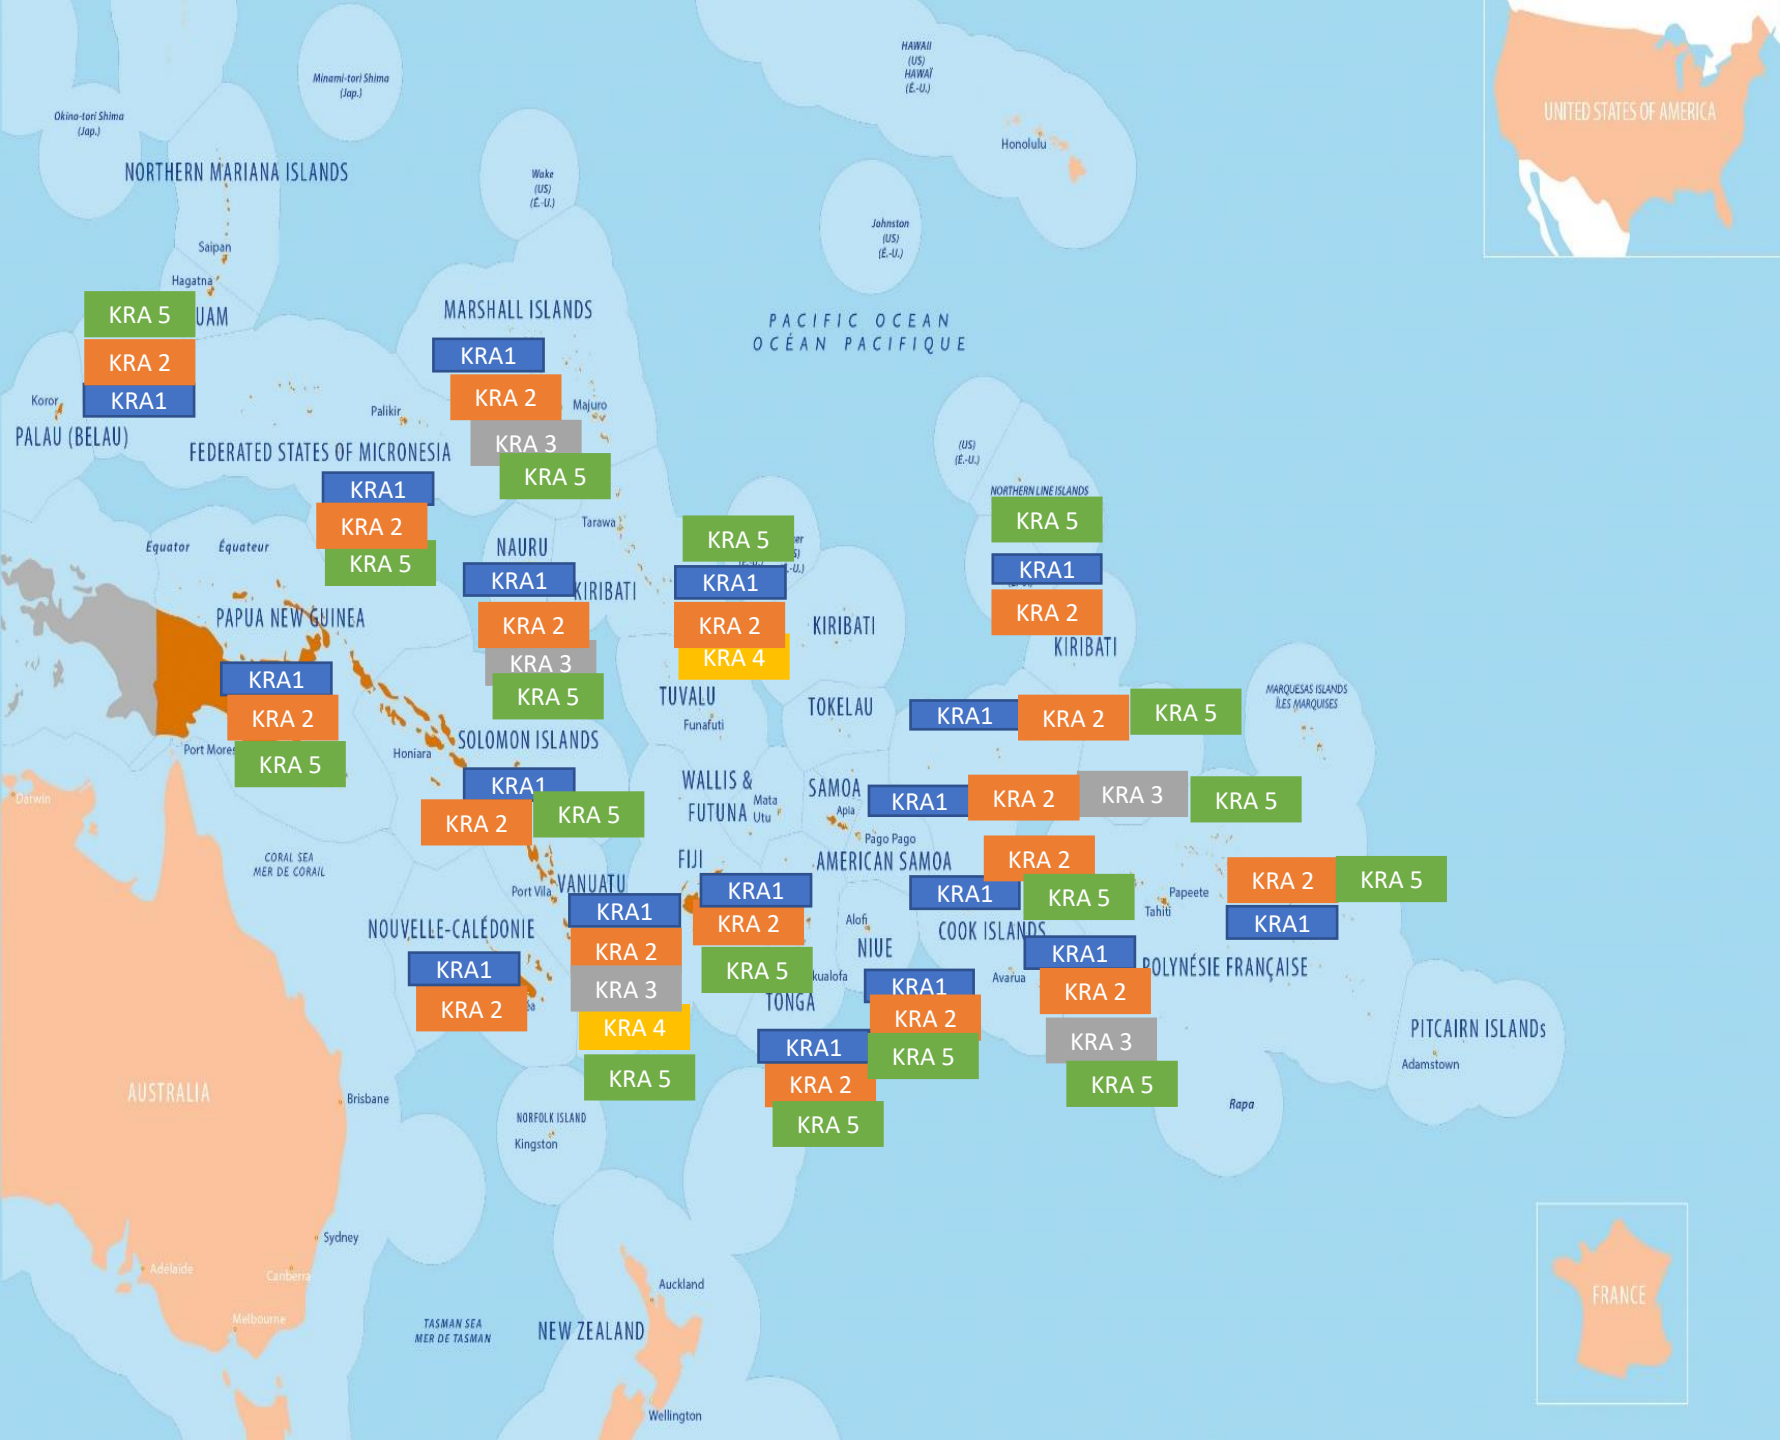 HAWAII
(US)
HAWAÏ
(É.-U.)
Honolulu
UNITED STATES OF AMERICA
Minami-tori Shima
(Jap.)
Okino-tori Shima
(Jap.)
NORTHERN MARIANA ISLANDS
Saipan
Hagatna
UAM
Wake
(US)
(É.-U.)
Johnston
(US)
(É.-U.)
KRA 5
KRA 2
KRA1
Koror
PALAU (BELAU)
MARSHALL ISLANDS
KRA1
KRA 2
Majuro
KRA 3
KRA 5
PACIFIC OCEAN
OCÉAN PACIFIQUE
Palikir
FEDERATED STATES OF MICRONESIA
KRA1
KRA 2
KRA 5
Equator
Équateur
Tarawa
NAURU
KRA1
KIRIBATI
KRA 2
KRA 3
KRA 5
KRA 5
KRA1
KRA 2
KRA 4
TUVALU
Funafuti
KIRIBATI
(US)
(É.-U.)
NORTHERN LINE ISLANDS
KRA 5
KRA1
KRA 2
KIRIBATI
PAPUA NEW GUINEA
KRA1
KRA 2
Port Mores
KRA 5
Honiara
SOLOMON ISLANDS
KRA1
KRA 2
KRA 5
TOKELAU
KRA1
KRA 2
KRA 5
MARQUESAS ISLANDS
ÎLES MARQUISES
WALLIS &
FUTUNA
Mata
Utu
SAMOA
Apia
KRA1
KRA 2
KRA 3
KRA 5
Pago Pago
AMERICAN SAMOA
KRA 2
KRA1
KRA 5
COOK ISLANDS
Avarua
KRA1
KRA 2
KRA 3
KRA 5
Papeete
Tahiti
KRA 2
KRA 5
KRA1
POLYNÉSIE FRANÇAISE
PITCAIRN ISLANDs
Adamstown
Rapa
Darwin
CORAL SEA
MER DE CORAIL
Port Vila
VANUATU
KRA1
KRA 2
KRA 3
KRA 4
KRA 5
FIJI
KRA1
KRA 2
KRA 5
NOUVELLE-CALÉDONIE
KRA1
KRA 2
Alofi
NIUE
KRA1
KRA 2
KRA 5
kualofa
TONGA
KRA1
KRA 2
KRA 5
AUSTRALIA
Brisbane
NORFOLK ISLAND
Kingston
Sydney
Adélaïde
Canberra
Melbourne
TASMAN SEA
MER DE TASMAN
NEW ZEALAND
Auckland
Wellington
FRANCE